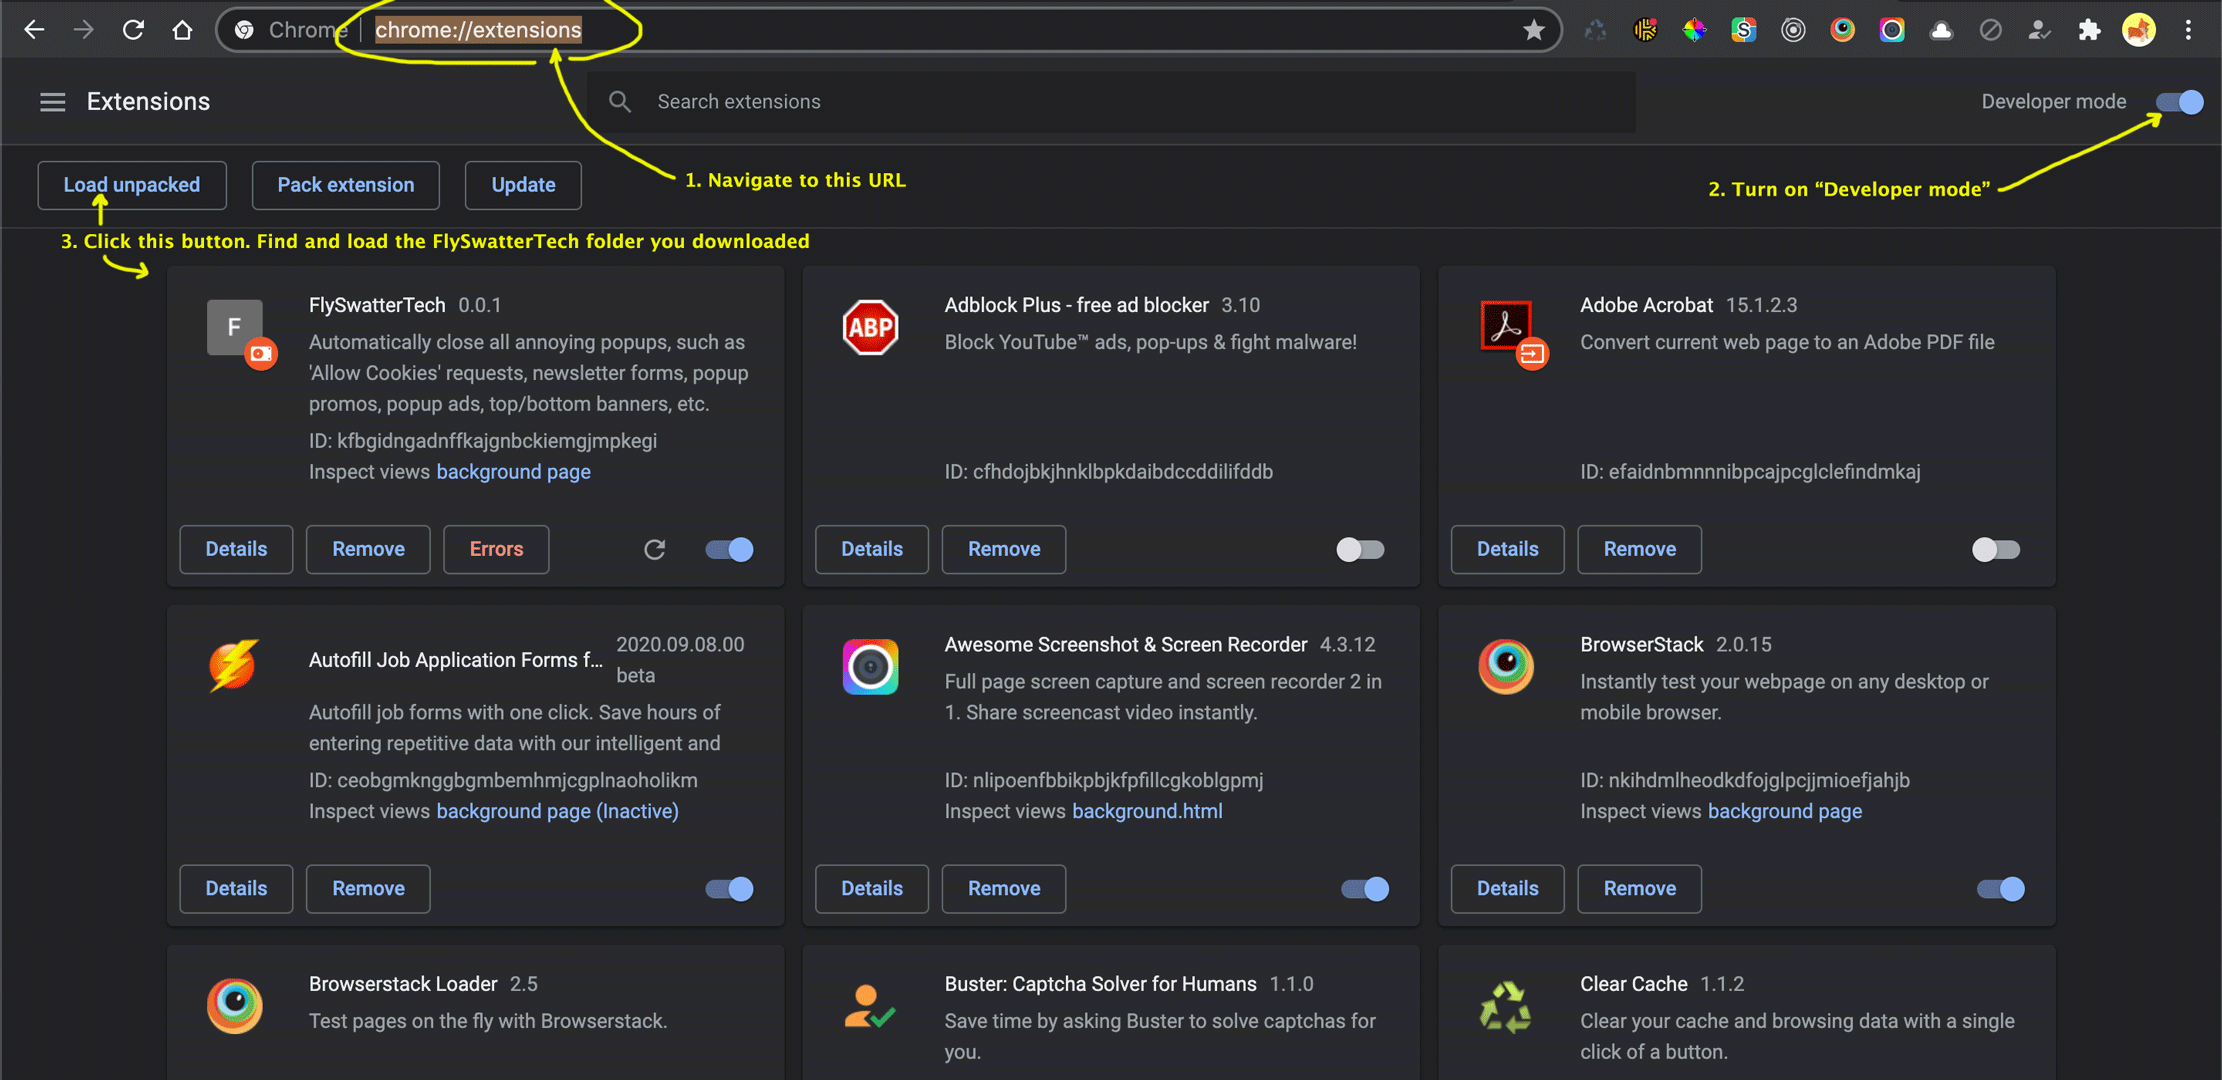 Chrome | chrome://extensions
Extensions
Search extensions
Developer mode
Load unpacked
Pack extension
Update
1. Navigate to this URL
2. Turn on “Developer mode”
3. Click this button. Find and load the FlySwatterTech folder you downloaded
F
FlySwatterTech 0.0.1
Automatically close all annoying popups, such as
'Allow Cookies' requests, newsletter forms, popup
promos, popup ads, top/bottom banners, etc.
ID: kfbgidngadnffkajgnbckiemgjmpkegi
Inspect views background page
Details
Remove
Errors
ABP
Adblock Plus - free ad blocker 3.10
Block YouTube™ ads, pop-ups & fight malware!
ID: cfhdojbkjhnklbpkdaibdccddilifddb
Details
Remove
Adobe Acrobat 15.1.2.3
Convert current web page to an Adobe PDF file
ID: efaidnbmnnnibpcajpcglclefindmkaj
Details
Remove
Autofill Job Application Forms f... 2020.09.08.00
beta
Autofill job forms with one click. Save hours of
entering repetitive data with our intelligent and
ID: ceobgmknggbgmbemhmjcgplnaoholikm
Inspect views background page (Inactive)
Details
Remove
Awesome Screenshot & Screen Recorder 4.3.12
Full page screen capture and screen recorder 2 in
1. Share screencast video instantly.
ID: nlipoenfbbikpbjkfpfillcgkoblgpmj
Inspect views background.html
Details
Remove
BrowserStack 2.0.15
Instantly test your webpage on any desktop or
mobile browser.
ID: nkihdmlheodkdfojglpcjjmioefjahjb
Inspect views background page
Details
Remove
Browserstack Loader 2.5
Test pages on the fly with Browserstack.
Buster: Captcha Solver for Humans 1.1.0
Save time by asking Buster to solve captchas for
you.
Clear Cache 1.1.2
Clear your cache and browsing data with a single
click of a button.